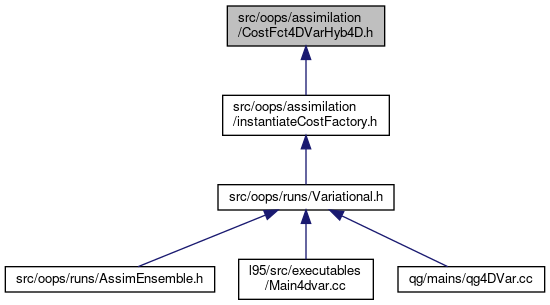 src/oops/assimilation
/CostFct4DVarHyb4D.h
src/oops/assimilation
/instantiateCostFactory.h
src/oops/runs/Variational.h
src/oops/runs/AssimEnsemble.h
l95/src/executables
/Main4dvar.cc
qg/mains/qg4DVar.cc